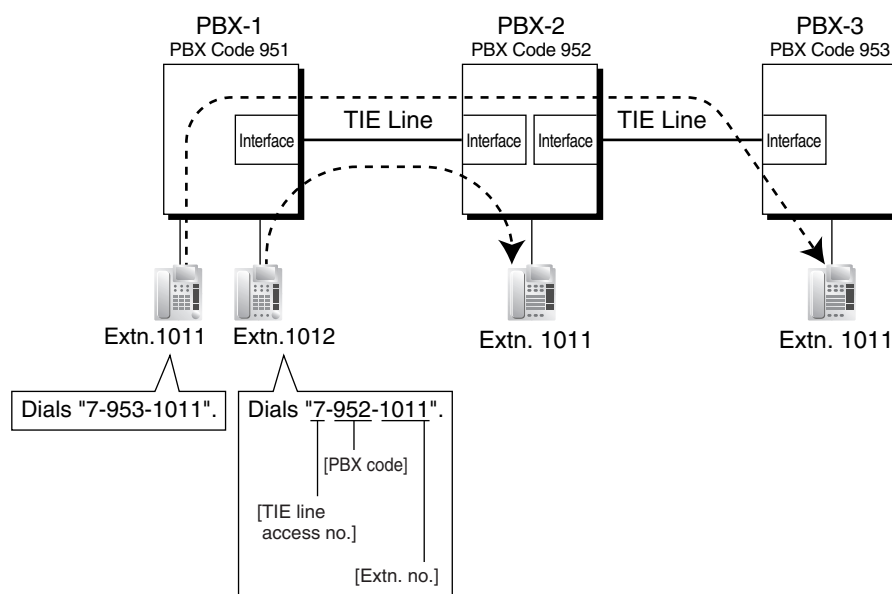 PBX-1
PBX Code 951
PBX-2
PBX Code 952
PBX-3
PBX Code 953
TIE Line
TIE Line
Interface
Interface
Interface
Interface
Extn.1011
Extn.1012
Extn. 1011
Extn. 1011
Dials "7-953-1011".
Dials "7-952-1011".
[PBX code]
[TIE line
access no.]
[Extn. no.]